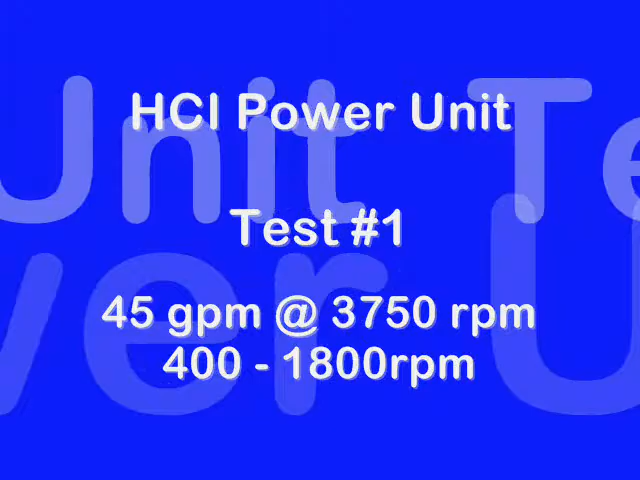 HCI Power Unit
Test #1
45 gpm @ 3750 rpm
400 - 1800rpm